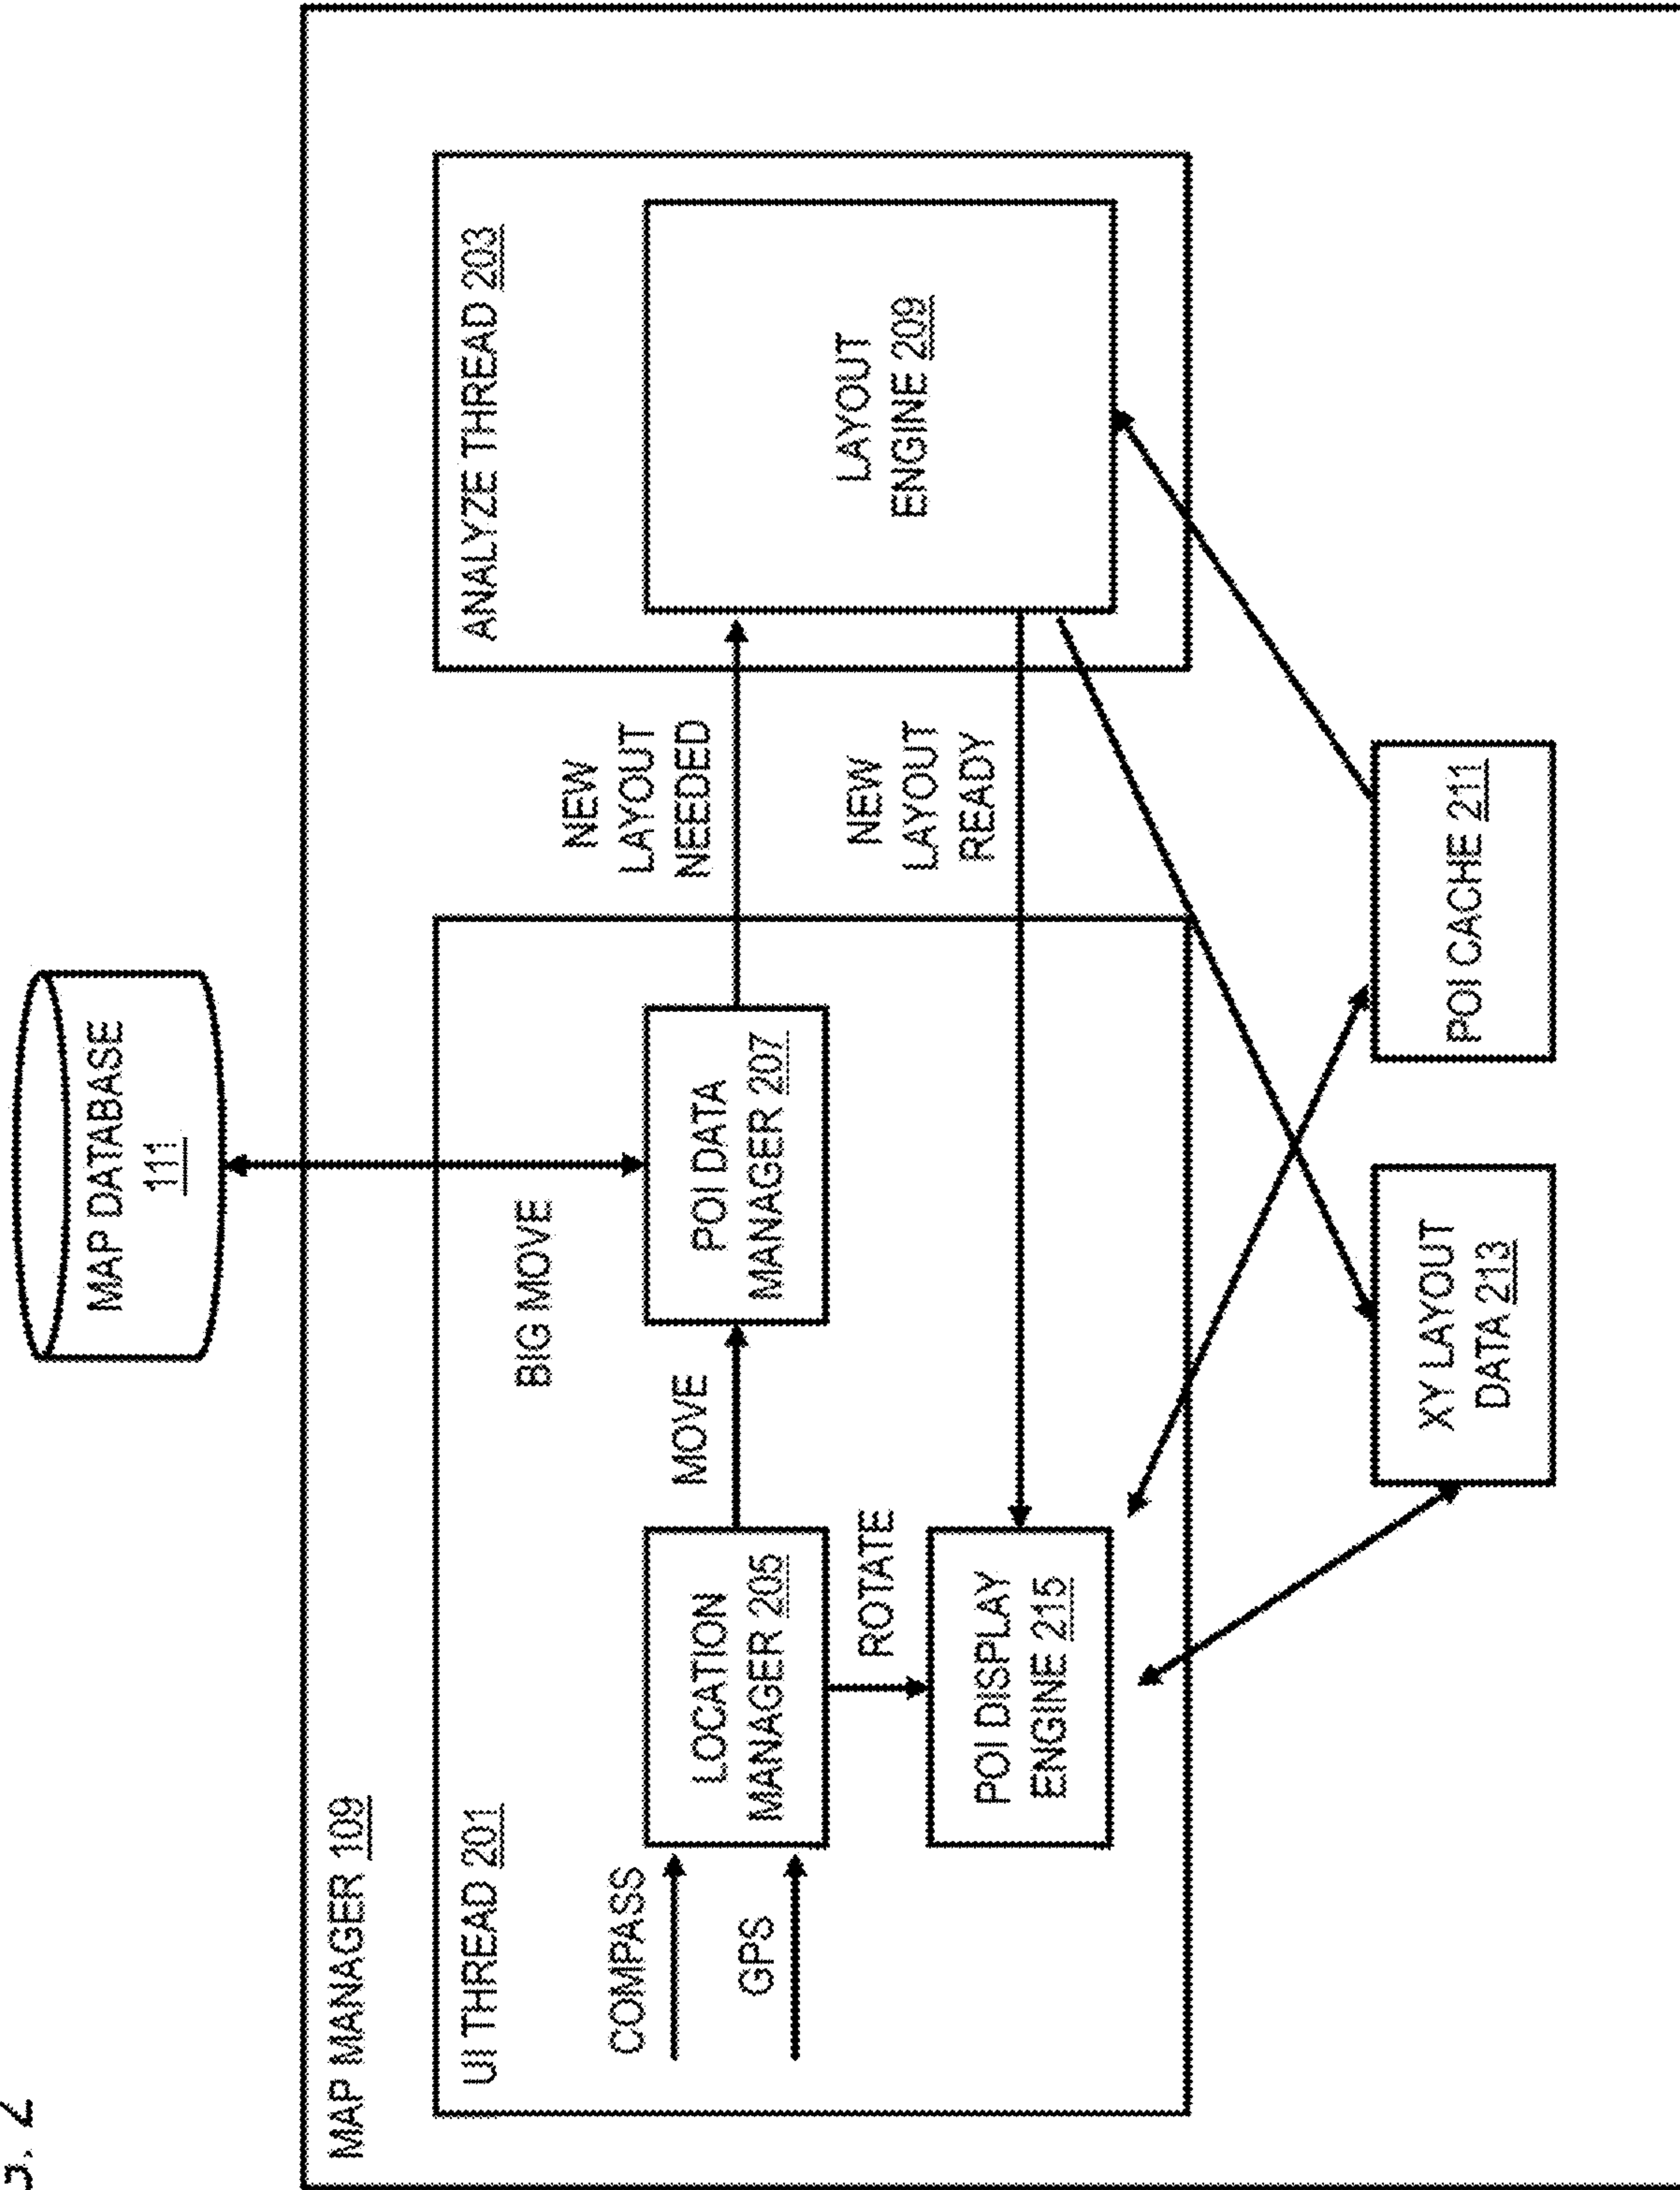 G. 2
MAP DATABASE
111
MAP MANAGER 109
UI THREAD 201
ANALYZE THREAD 203
BIG MOVE
COMPASS
GPS
LOCATION
MANAGER 205
MOVE
POI DATA
MANAGER 207
NEW
LAYOUT
NEEDED
LAYOUT
ENGINE 209
ROTATE
NEW
LAYOUT
READY
POI DISPLAY
ENGINE 215
XY LAYOUT
DATA 213
POI CACHE 211